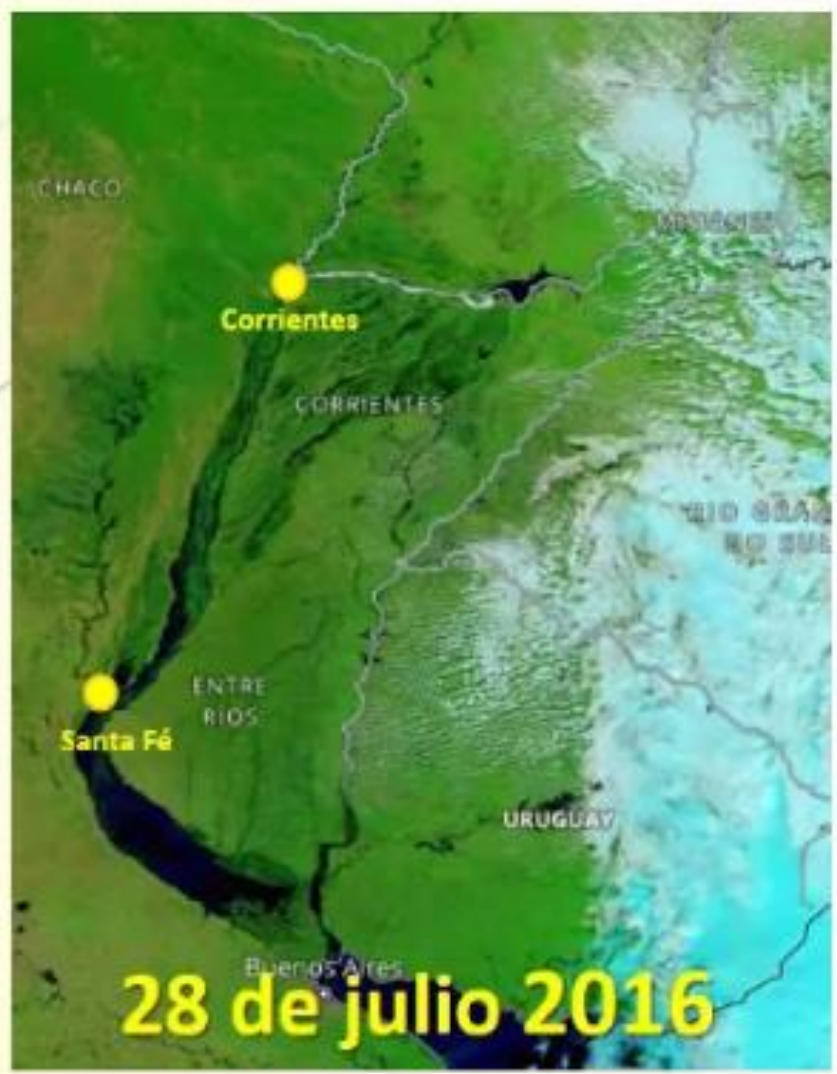 CHACO
Corrientes
CORRIENTES
ENTRE
RIOS
Santa Fé
URUGUAY
Buenos Aires
28 de julio 2016